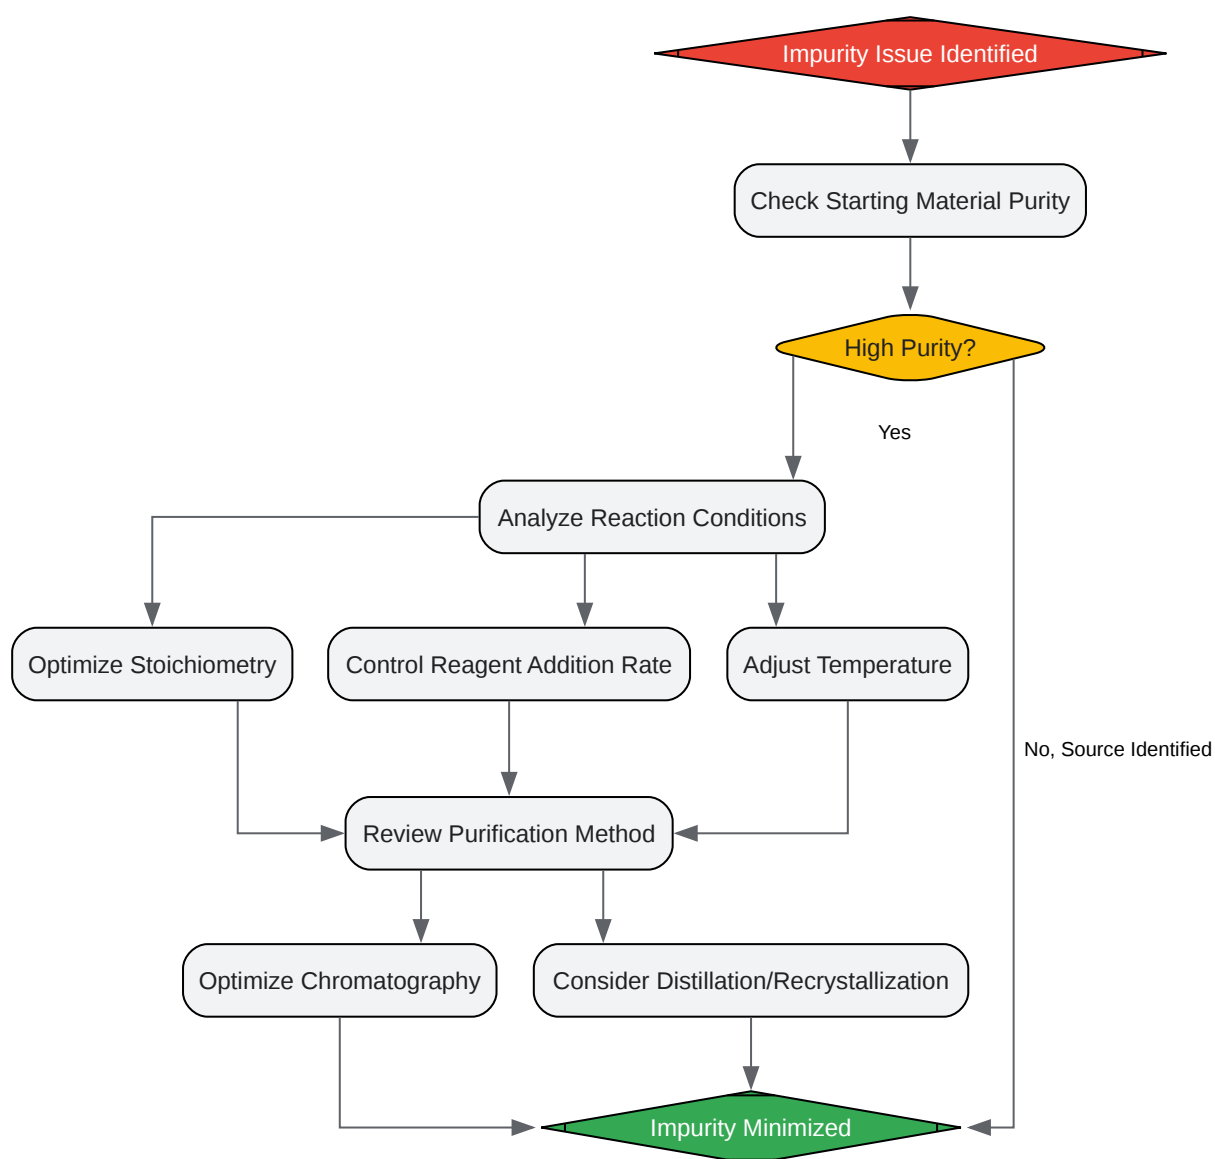 Impurity Issue Identified
Check Starting Material Purity
High Purity?
Yes
Analyze Reaction Conditions
Optimize Stoichiometry
Control Reagent Addition Rate
Adjust Temperature
No, Source Identified
Review Purification Method
Optimize Chromatography
Consider Distillation/Recrystallization
Impurity Minimized